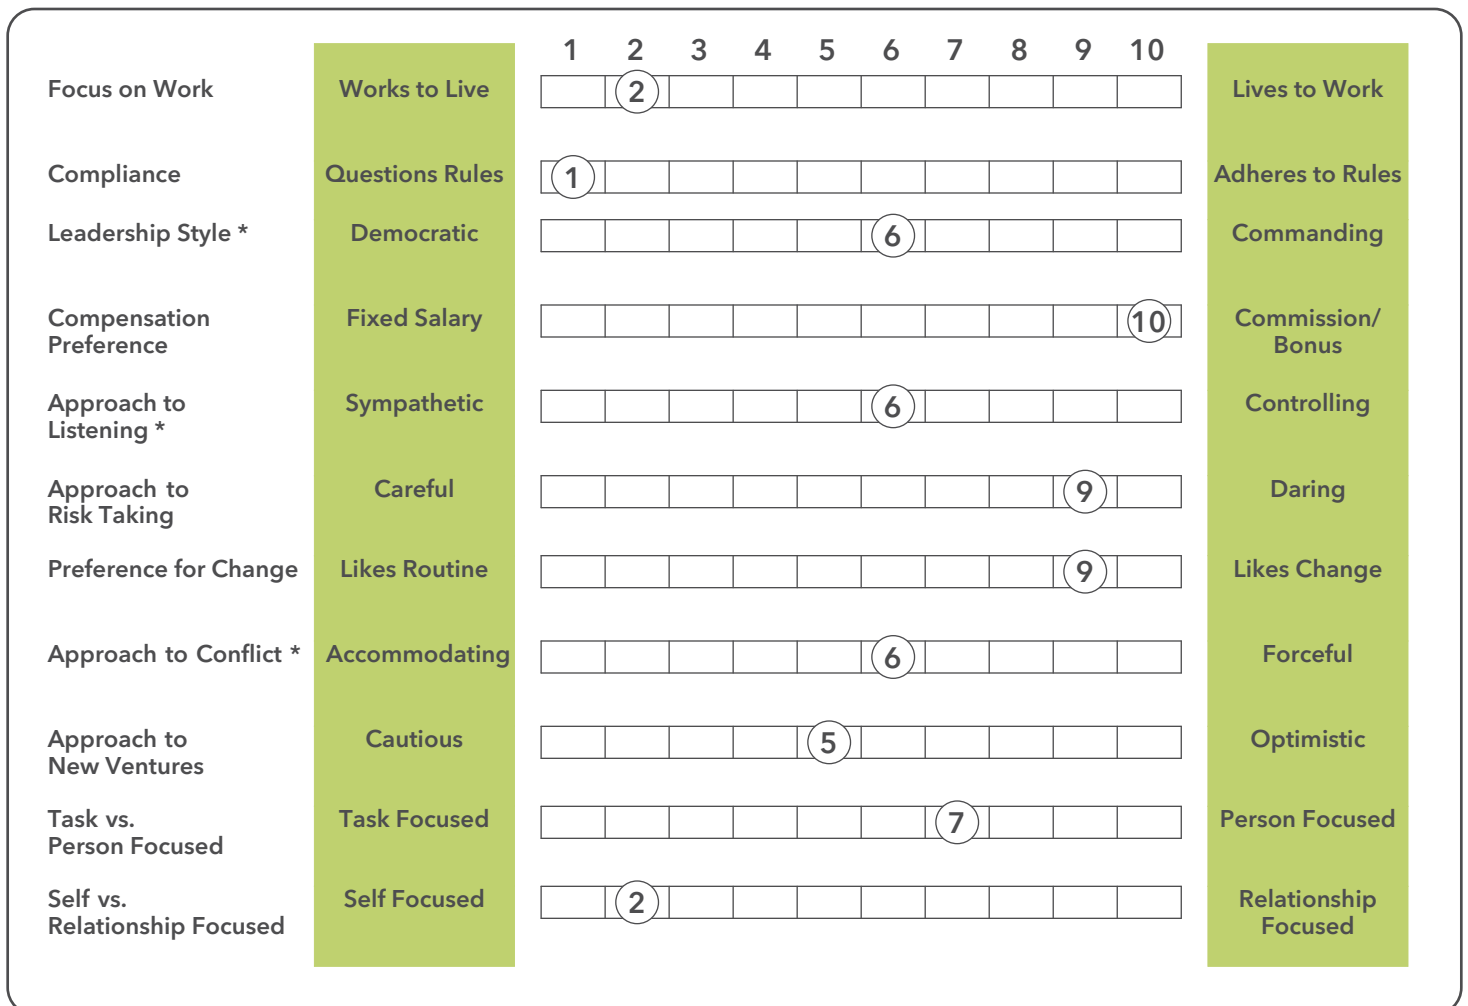 1 2 3 4 5 6 7 8 9 10
Focus on Work Works to Live 2 Lives to Work
Compliance Questions Rules 1 Adheres to Rules
Leadership Style * Democratic 6 Commanding
Compensation Fixed Salary 10 Commission/
Preference Bonus
Approach to Sympathetic 6 Controlling
Listening *
Approach to Careful 9 Daring
Risk Taking
Preference for Change Likes Routine 9 Likes Change
Approach to Conflict * Accommodating 6 Forceful
Approach to Cautious 5 Optimistic
New Ventures
Task vs. Task Focused 7 Person Focused
Person Focused
Self vs. Self Focused 2 Relationship
Relationship Focused Focused